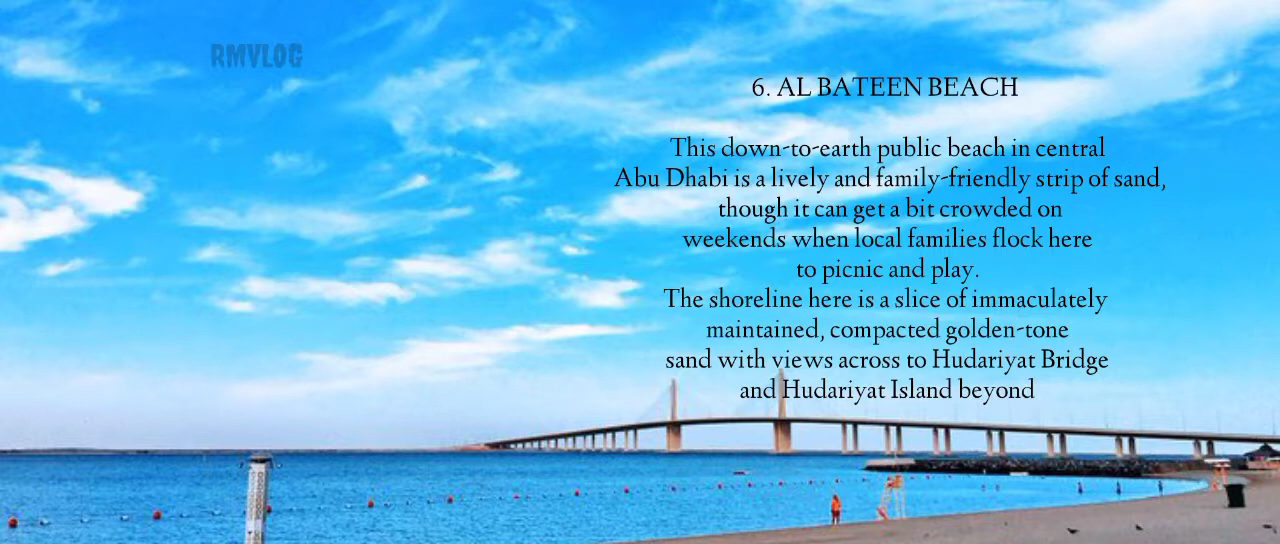 RMVLOG
6. AL BATEEN BEACH
This down-to-earth public beach in central
Abu Dhabi is a lively and family-friendly strip of sand,
though it can get a bit crowded on
weekends when local families flock here
to picnic and play.
The shoreline here is a slice of immaculately
maintained, compacted golden-tone
sand with views across to Hudariyat Bridge
and Hudariyat Island beyond